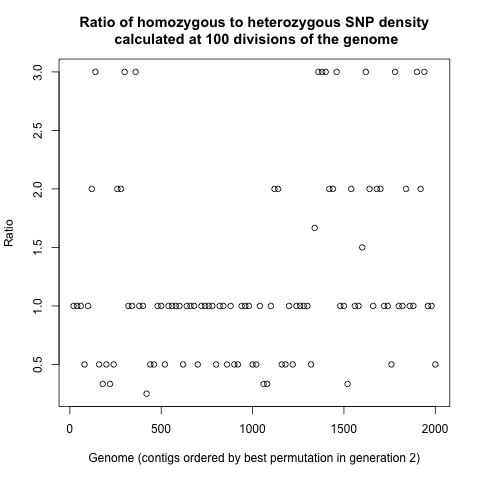 Ratio of homozygous to heterozygous SNP density
calculated at 100 divisions of the genome
Ratio
3.0
2.5
2.0
1.5
1.0
0.5
0 500 1000 1500 2000
Genome (contigs ordered by best permutation in generation 2)